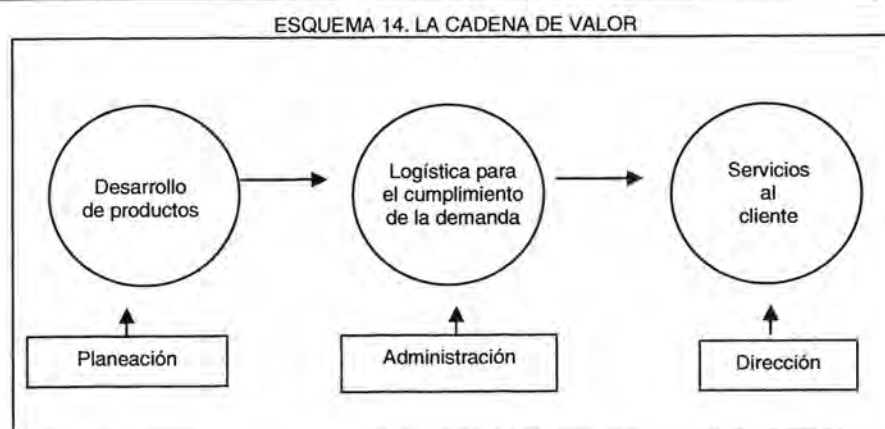 ESQUEMA 14. LA CADENA DE VALOR
Desarrollo
de productos
Logística para
el cumplimiento
de la demanda
Servicios
al
cliente
Planeación
Administración
Dirección